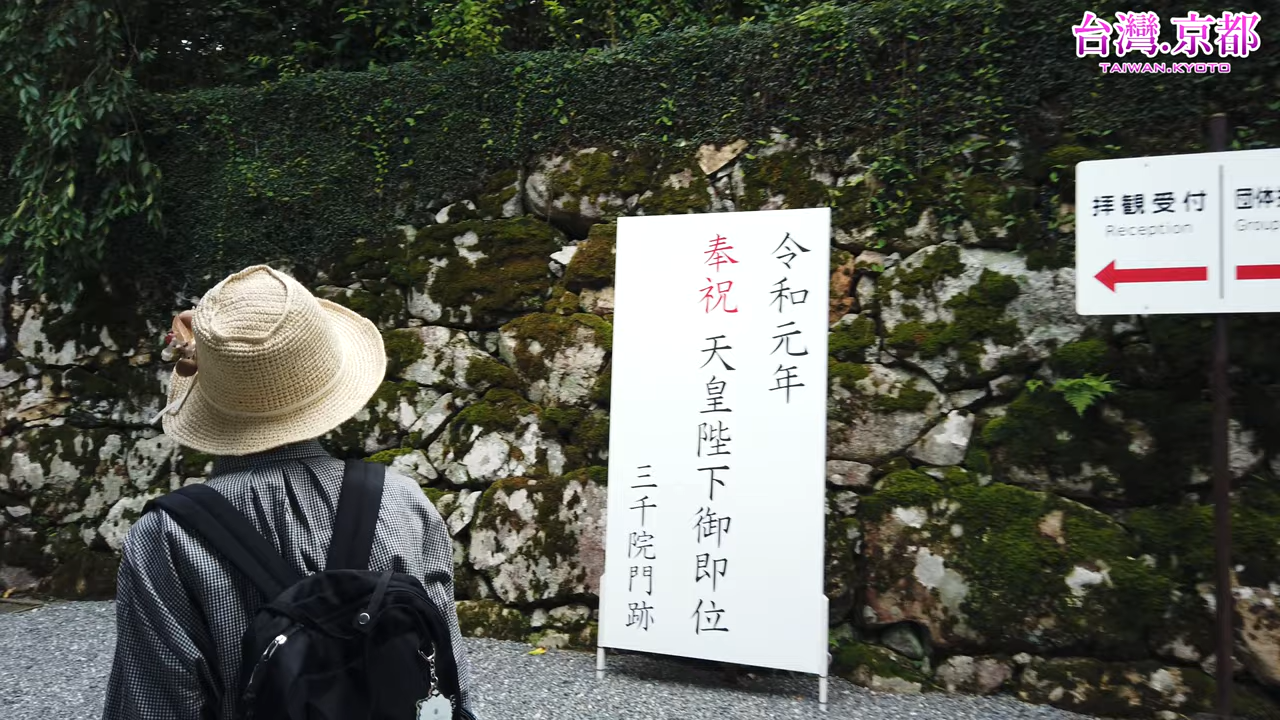 台灣.京都
TAIWAN.KYOTO
令和元年
奉祝 天皇陛下御即位
三千院門跡
拝観受付
Reception
団体
Group